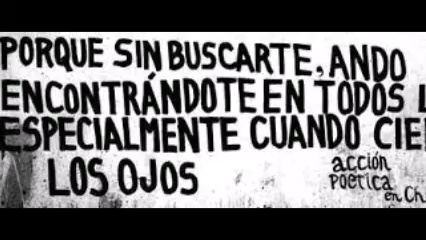 PORQUE SIN BUSCARTE, ANDO
ENCONTRÁNDOTE EN TODOS L
ESPECIALMENTE CUANDO CIE
LOS OJOS
acción
poética
en Ch